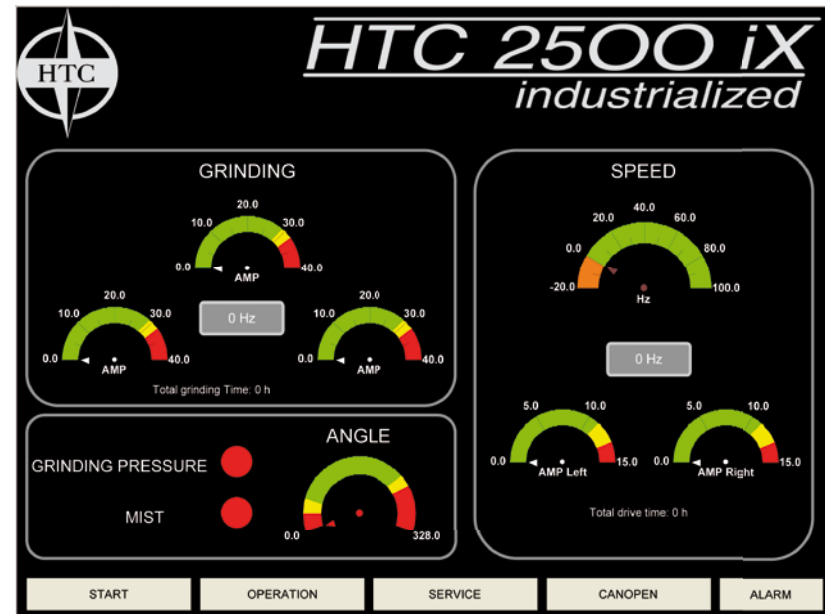 HTC
HTC 2500 iX
industrialized
GRINDING
0.0 10.0 20.0 30.0 40.0
AMP
0.0 10.0 20.0 30.0 40.0
AMP
0 Hz
0.0 10.0 20.0 30.0 40.0
AMP
Total grinding Time: 0 h
GRINDING PRESSURE
MIST
ANGLE
0.0 328.0
SPEED
-20.0 0.0 20.0 40.0 60.0 80.0 100.0
Hz
0 Hz
0.0 5.0 10.0 15.0
AMP Left
0.0 5.0 10.0 15.0
AMP Right
Total drive time: 0 h
START OPERATION SERVICE CANOPEN ALARM